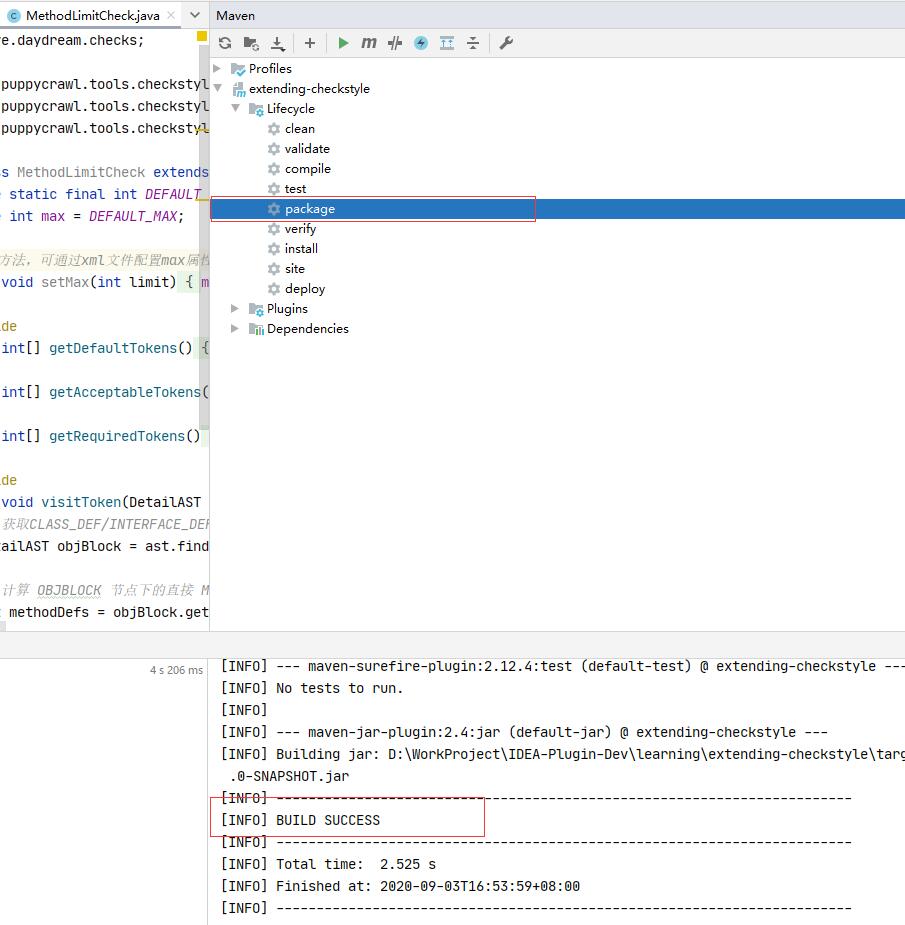 MethodLimitCheck.java
Maven
e.daydream.checks;
puppycrawl.tools.checkstyl
puppycrawl.tools.checkstyl
puppycrawl.tools.checkstyl
ss MethodLimitCheck extends
e static final int DEFAULT_
e int max = DEFAULT_MAX;
方法，可通过xml文件配置max属性
void setMax(int limit) { m
de
int[] getDefaultTokens() {
int[] getAcceptableTokens(
int[] getRequiredTokens()
de
void visitToken(DetailAST
获取CLASS_DEF/INTERFACE_DEF
ailAST objBlock = ast.find
计算 OBJBLOCK 节点下的直接 M
t methodDefs = objBlock.get
Profiles
extending-checkstyle
Lifecycle
clean
validate
compile
test
package
verify
install
site
deploy
Plugins
Dependencies
4 s 206 ms
[INFO] --- maven-surefire-plugin:2.12.4:test (default-test) @ extending-checkstyle ---
[INFO] No tests to run.
[INFO]
[INFO] --- maven-jar-plugin:2.4:jar (default-jar) @ extending-checkstyle ---
[INFO] Building jar: D:\WorkProject\IDEA-Plugin-Dev\learning\extending-checkstyle\targ
.0-SNAPSHOT.jar
[INFO] ------------------------------------------------------------------------
[INFO] BUILD SUCCESS
[INFO] ------------------------------------------------------------------------
[INFO] Total time:  2.525 s
[INFO] Finished at: 2020-09-03T16:53:59+08:00
[INFO] ------------------------------------------------------------------------